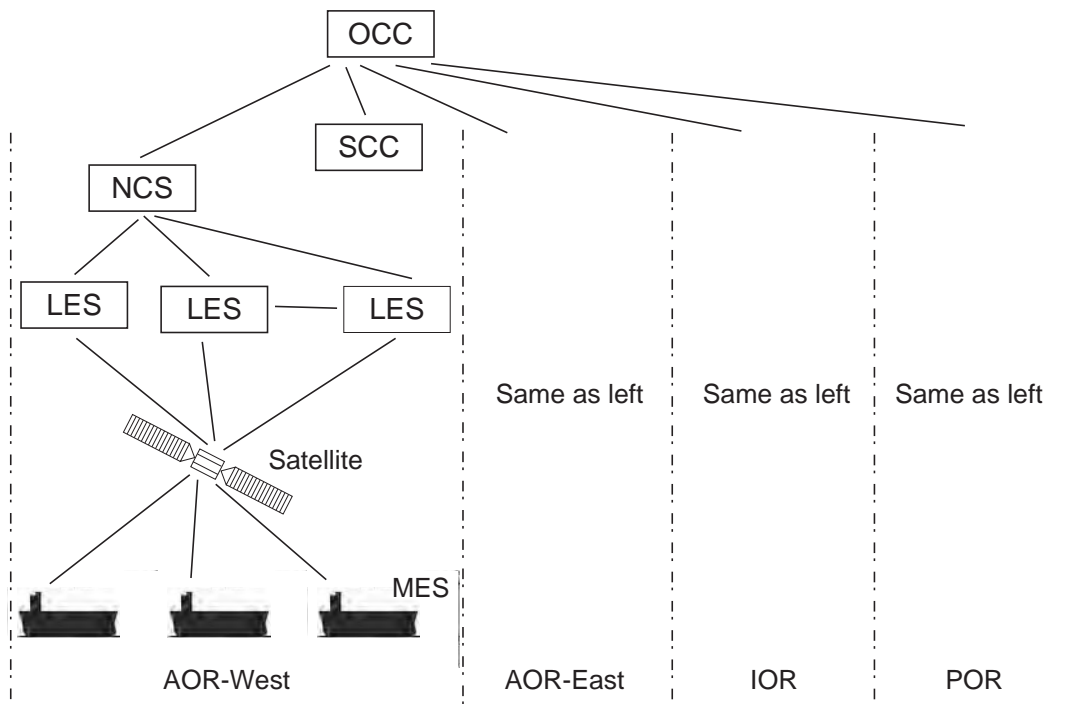 OCC
SCC
NCS
LES
LES
LES
Same as left
Same as left
Same as left
Satellite
MES
AOR-West
AOR-East
IOR
POR